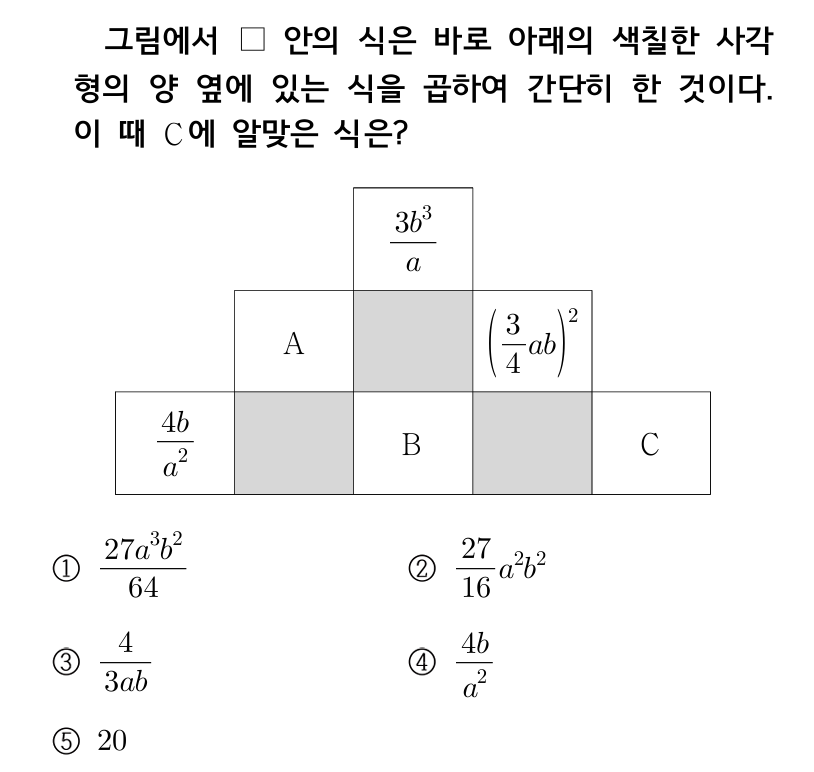 그림에서 □ 안의 식은 바로 아래의 색칠한 사각
형의 양 옆에 있는 식을 곱하여 간단히 한 것이다.
이 때 C에 알맞은 식은?
$\frac{3b^3}{a}$
A $\left(\frac{3}{4}ab\right)^2$
$\frac{4b}{a^2}$ B C
① $\frac{27a^3b^2}{64}$ ② $\frac{27}{16}a^2b^2$
③ $\frac{4}{3ab}$ ④ $\frac{4b}{a^2}$
⑤ 20